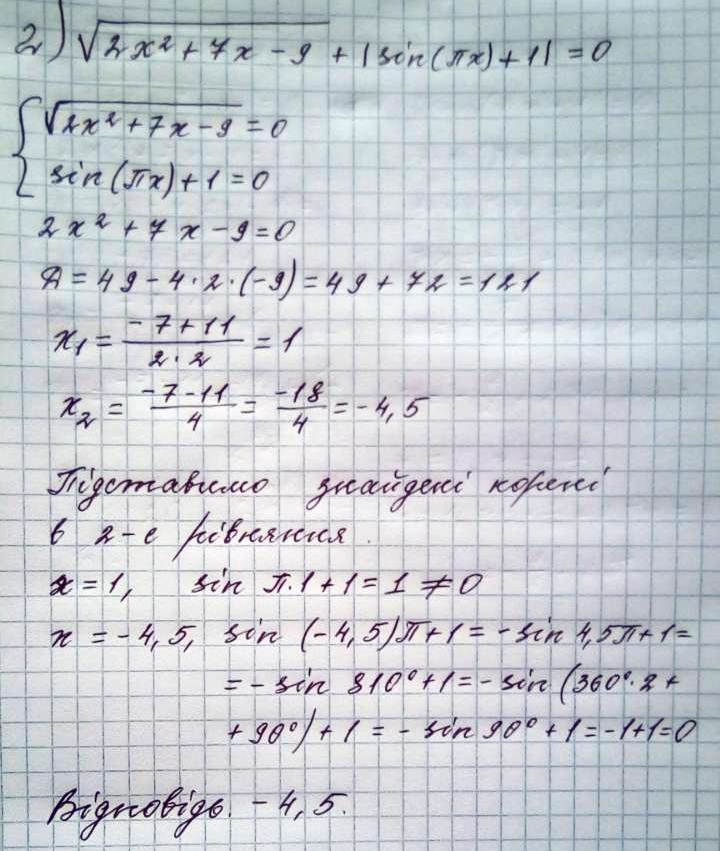 2) √(2x² + 7x - 9) + |sin(πx) + 1| = 0
{ √(2x² + 7x - 9) = 0
sin(πx) + 1 = 0
2x² + 7x - 9 = 0
Д = 49 - 4·2·(-9) = 49 + 72 = 121
x₁ = (-7 + 11)/(2·2) = 1
x₂ = (-7 - 11)/4 = (-18)/4 = -4,5
Підставимо знайдені корені
в 2-е рівняння.
x = 1, sin π·1 + 1 = 1 ≠ 0
x = -4,5, sin (-4,5)π + 1 = - sin 4,5π + 1 =
= - sin 810° + 1 = - sin (360°·2 +
+ 90°) + 1 = - sin 90° + 1 = -1 + 1 = 0
Відповідь. - 4,5.